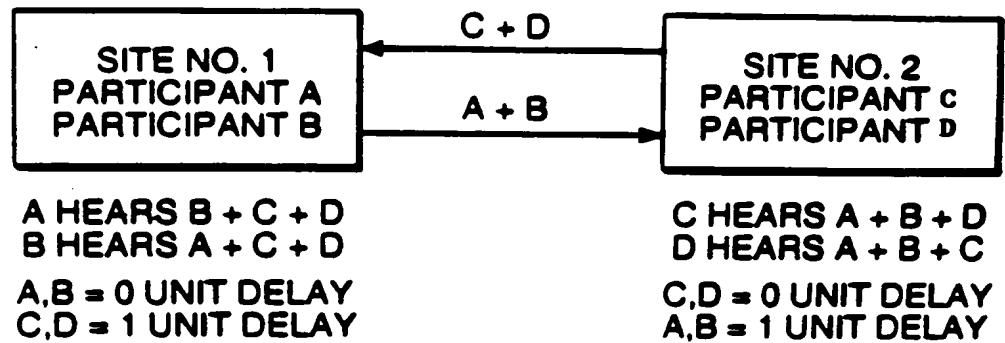 C + D
SITE NO. 1
PARTICIPANT A
PARTICIPANT B
A + B
SITE NO. 2
PARTICIPANT C
PARTICIPANT D
A HEARS B + C + D
B HEARS A + C + D
A,B = 0 UNIT DELAY
C,D = 1 UNIT DELAY
C HEARS A + B + D
D HEARS A + B + C
C,D = 0 UNIT DELAY
A,B = 1 UNIT DELAY